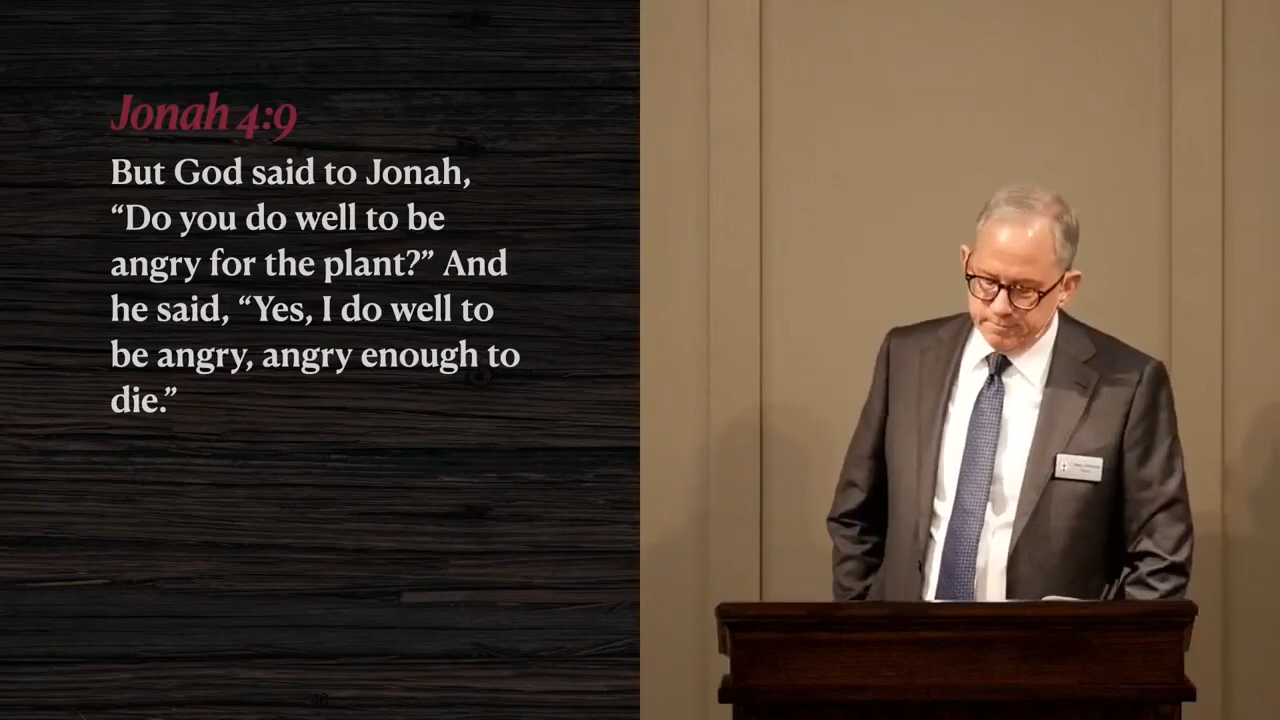 Jonah 4:9
But God said to Jonah,
“Do you do well to be
angry for the plant?” And
he said, “Yes, I do well to
be angry, angry enough to
die.”
46